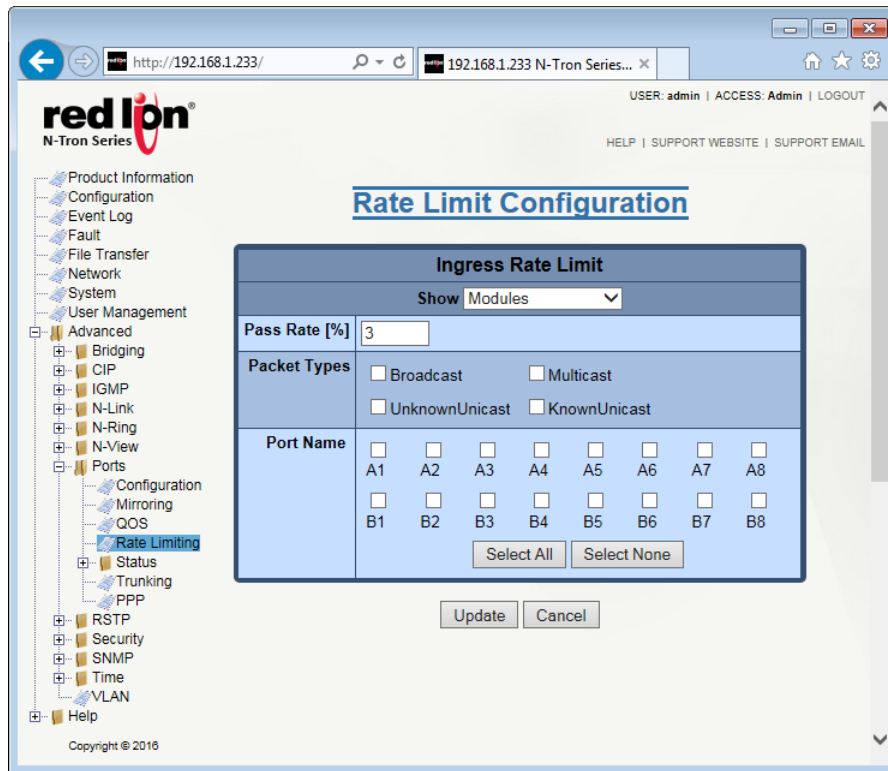 http://192.168.1.233/
192.168.1.233 N-Tron Series...
USER: admin | ACCESS: Admin | LOGOUT
red lion®
N-Tron Series
HELP | SUPPORT WEBSITE | SUPPORT EMAIL
Product Information
Configuration
Event Log
Fault
File Transfer
Network
System
User Management
Advanced
Bridging
CIP
IGMP
N-Link
N-Ring
N-View
Ports
Configuration
Mirroring
QOS
Rate Limiting
Status
Trunking
PPP
RSTP
Security
SNMP
Time
VLAN
Help
Copyright © 2016
Rate Limit Configuration
Ingress Rate Limit
Show Modules
Pass Rate [%] 3
Packet Types
Broadcast Multicast
UnknownUnicast KnownUnicast
Port Name
A1 A2 A3 A4 A5 A6 A7 A8
B1 B2 B3 B4 B5 B6 B7 B8
Select All Select None
Update Cancel